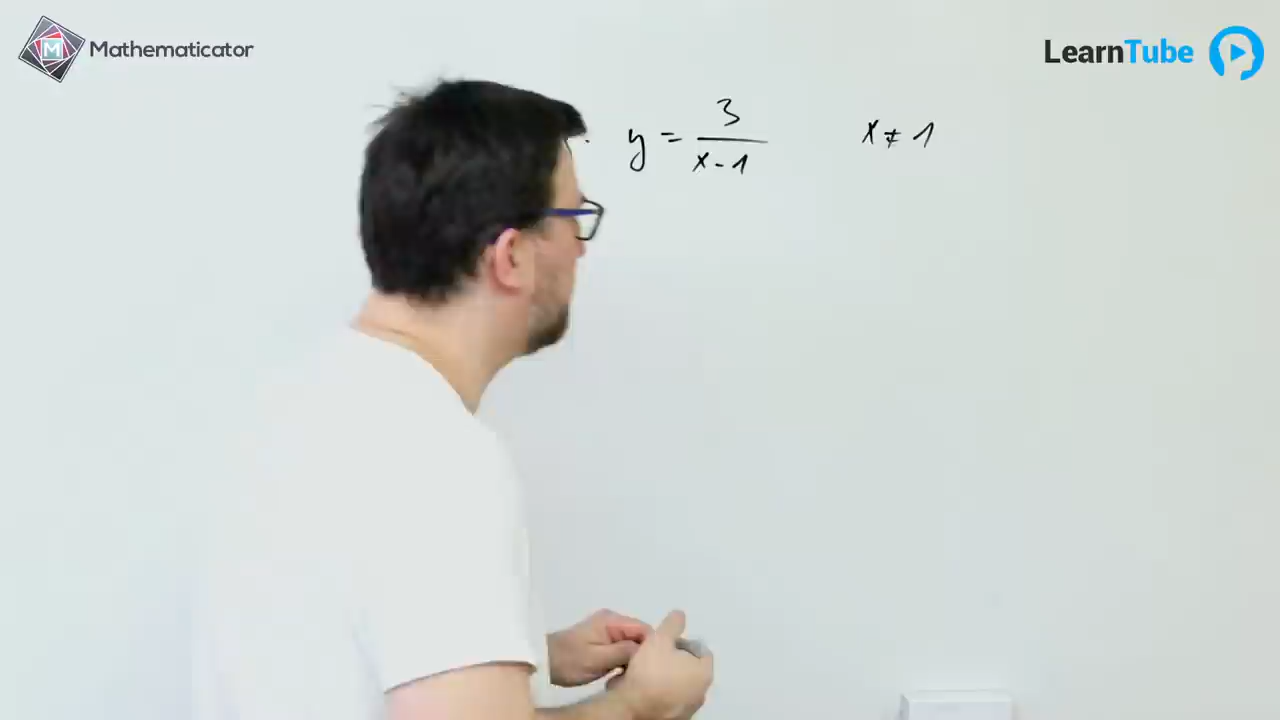 Mathematicator
LearnTube
y = 3/(x-1) x ≠ 1